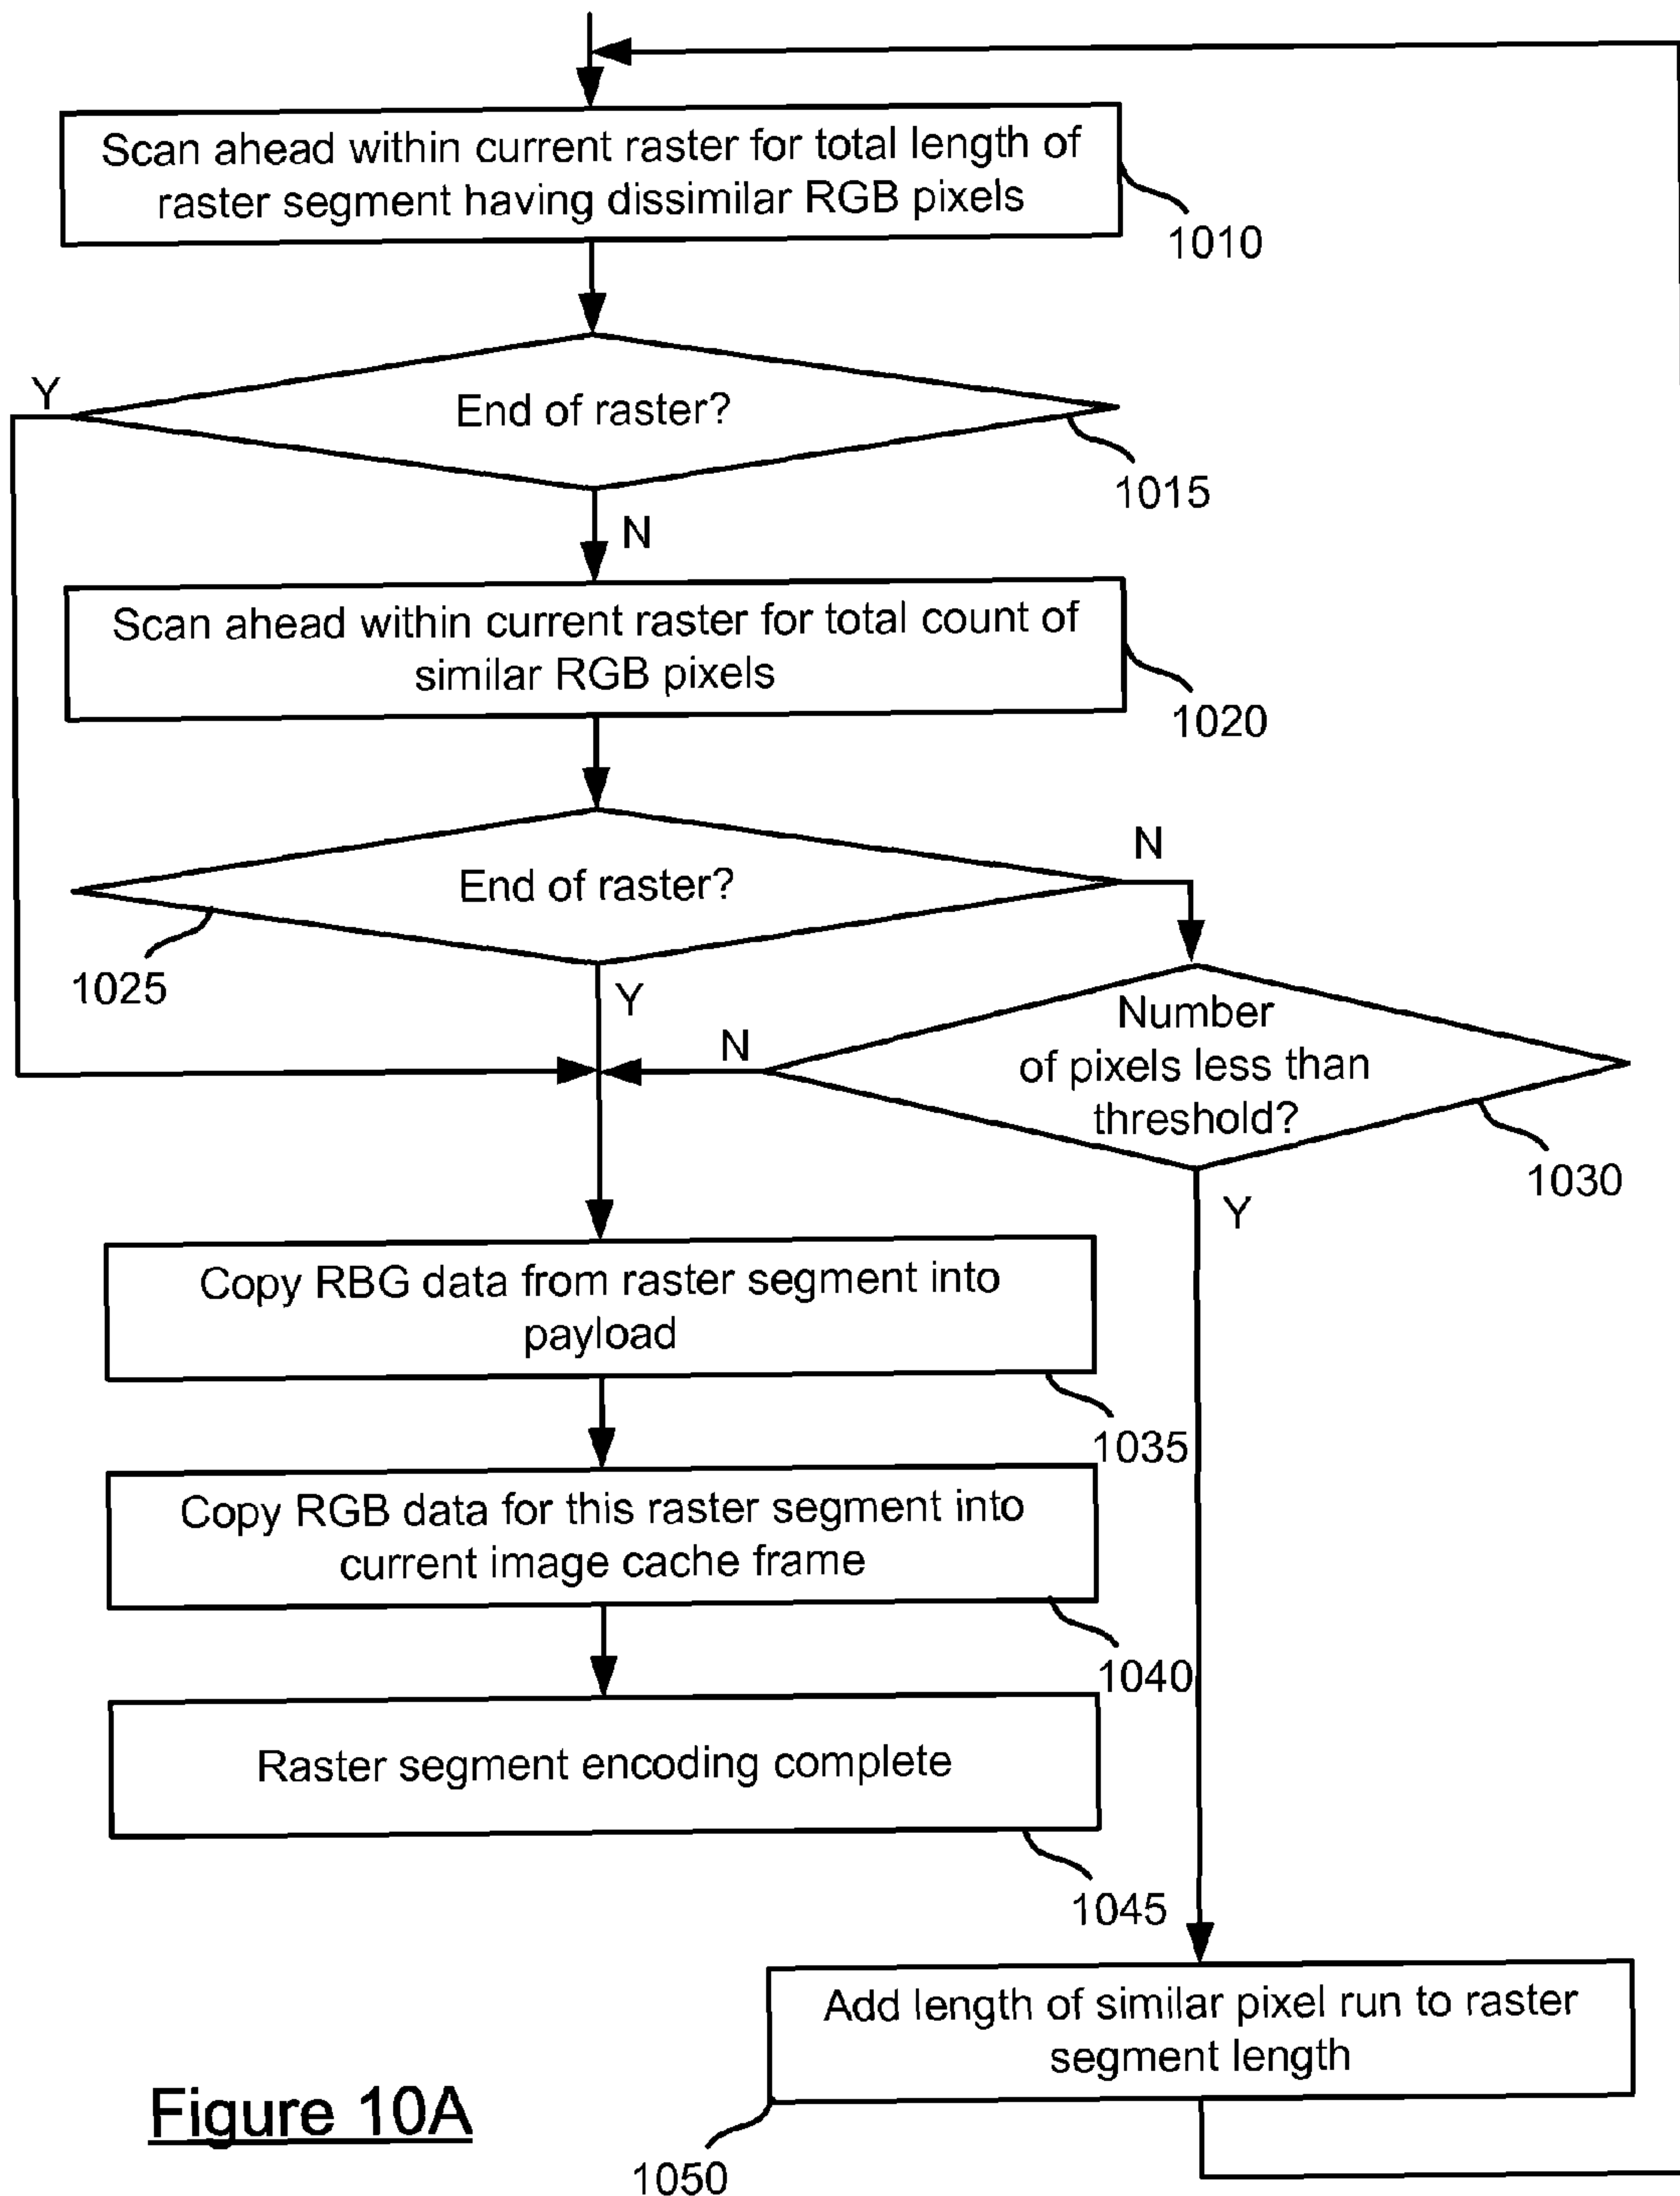 Scan ahead within current raster for total length of
raster segment having dissimilar RGB pixels
1010
Y
End of raster?
1015
N
Scan ahead within current raster for total count of
similar RGB pixels
1020
End of raster?
N
1025
Y
N
Number
of pixels less than
threshold?
1030
Y
Copy RBG data from raster segment into
payload
1035
Copy RGB data for this raster segment into
current image cache frame
1040
Raster segment encoding complete
1045
Add length of similar pixel run to raster
segment length
1050
Figure 10A